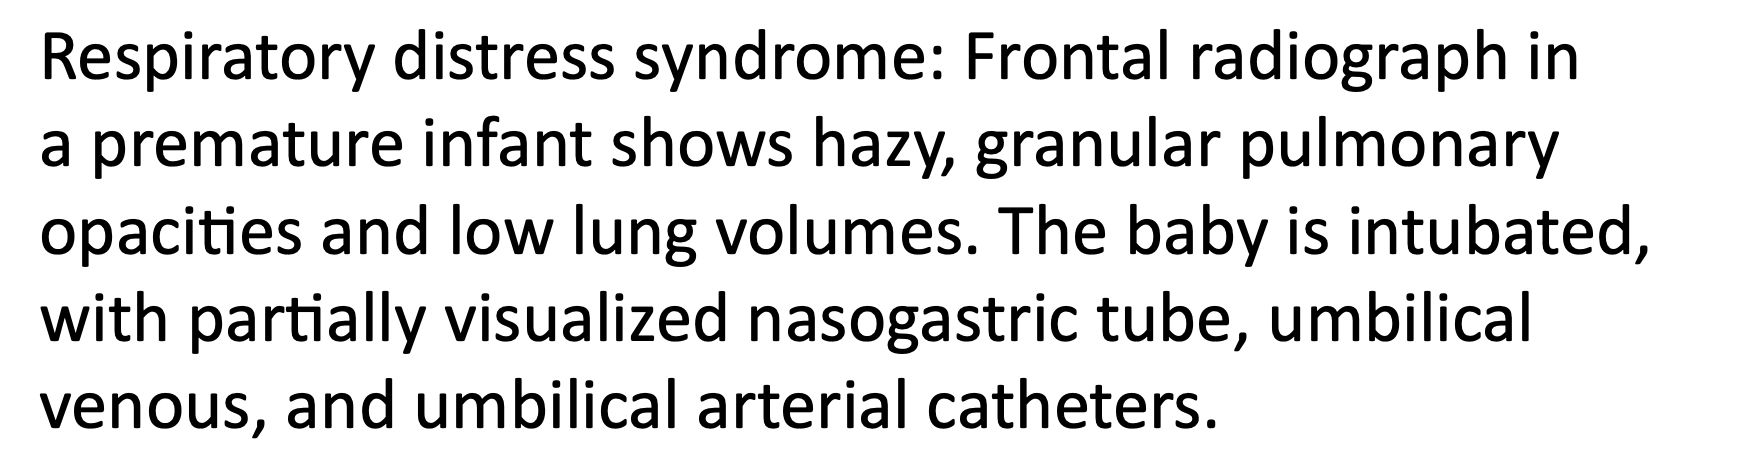 Respiratory distress syndrome: Frontal radiograph in
a premature infant shows hazy, granular pulmonary
opacities and low lung volumes. The baby is intubated,
with partially visualized nasogastric tube, umbilical
venous, and umbilical arterial catheters.